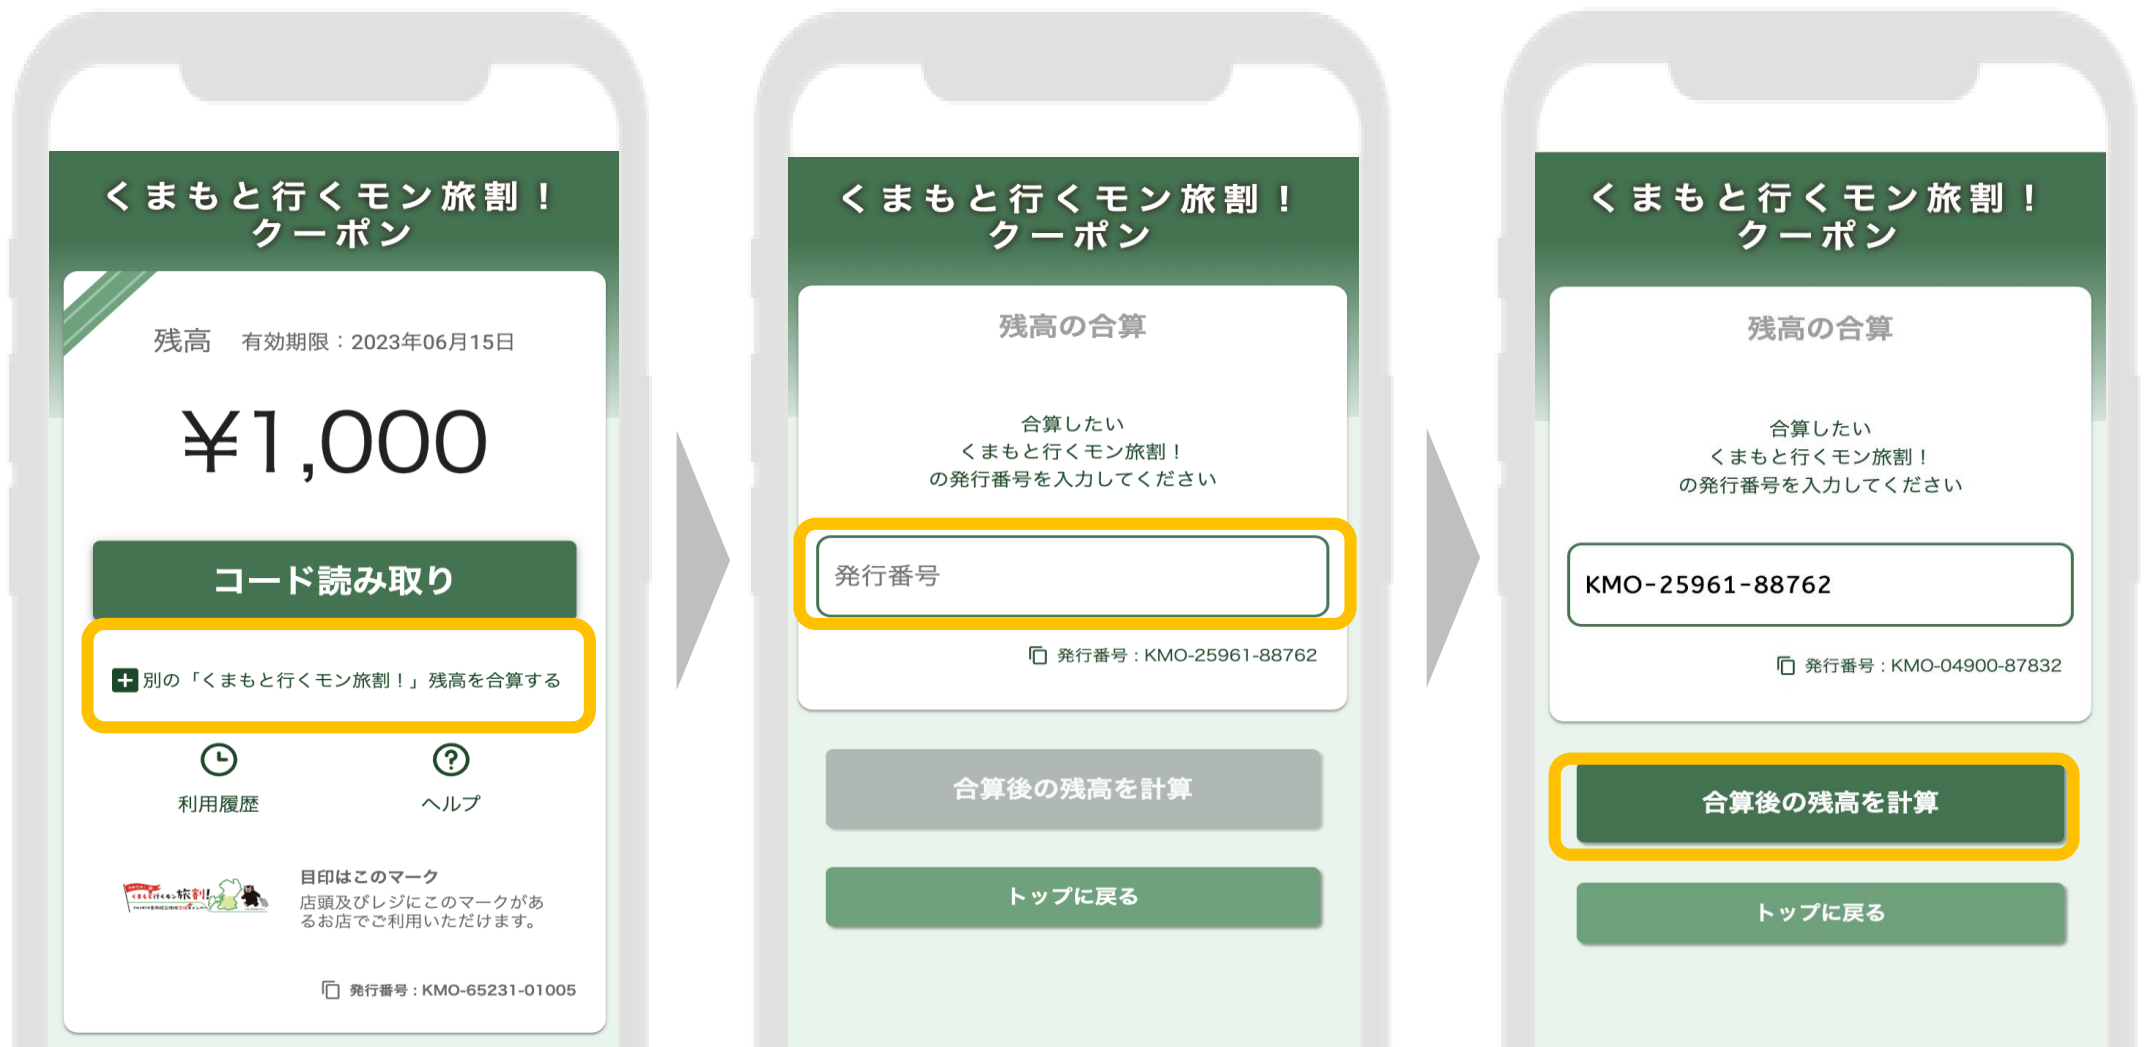 くまもと行くモン旅割！
クーポン
残高 有効期限：2023年06月15日
¥1,000
コード読み取り
別の「くまもと行くモン旅割！」残高を合算する
利用履歴 ヘルプ
くまもと行くモン旅割!
目印はこのマーク
店頭及びレジにこのマークがあ
るお店でご利用いただけます。
発行番号：KMO-65231-01005
くまもと行くモン旅割！
クーポン
残高の合算
合算したい
くまもと行くモン旅割！
の発行番号を入力してください
発行番号
発行番号：KMO-25961-88762
合算後の残高を計算
トップに戻る
くまもと行くモン旅割！
クーポン
残高の合算
合算したい
くまもと行くモン旅割！
の発行番号を入力してください
KMO-25961-88762
発行番号：KMO-04900-87832
合算後の残高を計算
トップに戻る